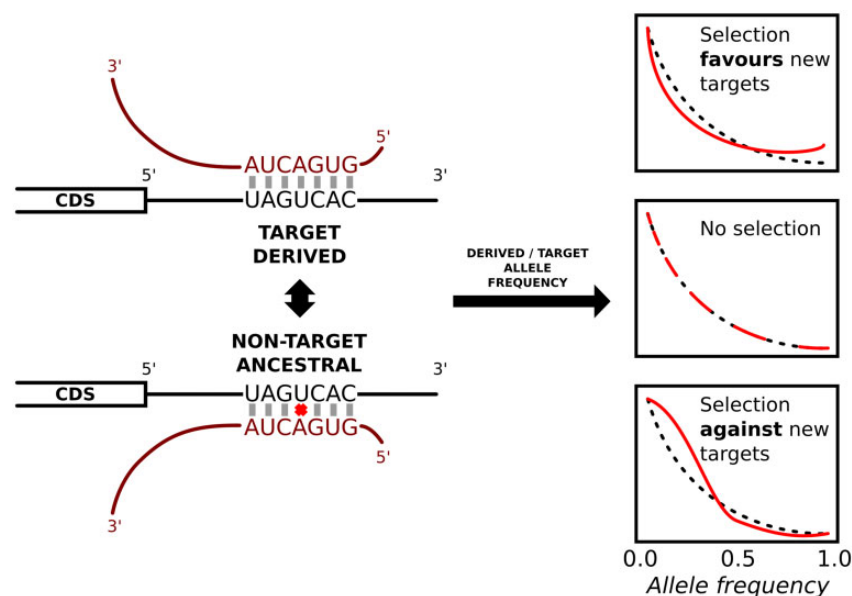 3'
5'
AUCAGUG
5'
3'
CDS
UAGUCAC
TARGET
DERIVED
NON-TARGET
ANCESTRAL
5'
3'
CDS
UAGUCAC
AUCAGUG
5'
3'
DERIVED / TARGET
ALLELE
FREQUENCY
Selection
favours new
targets
No selection
Selection
against new
targets
0.0 0.5 1.0
Allele frequency